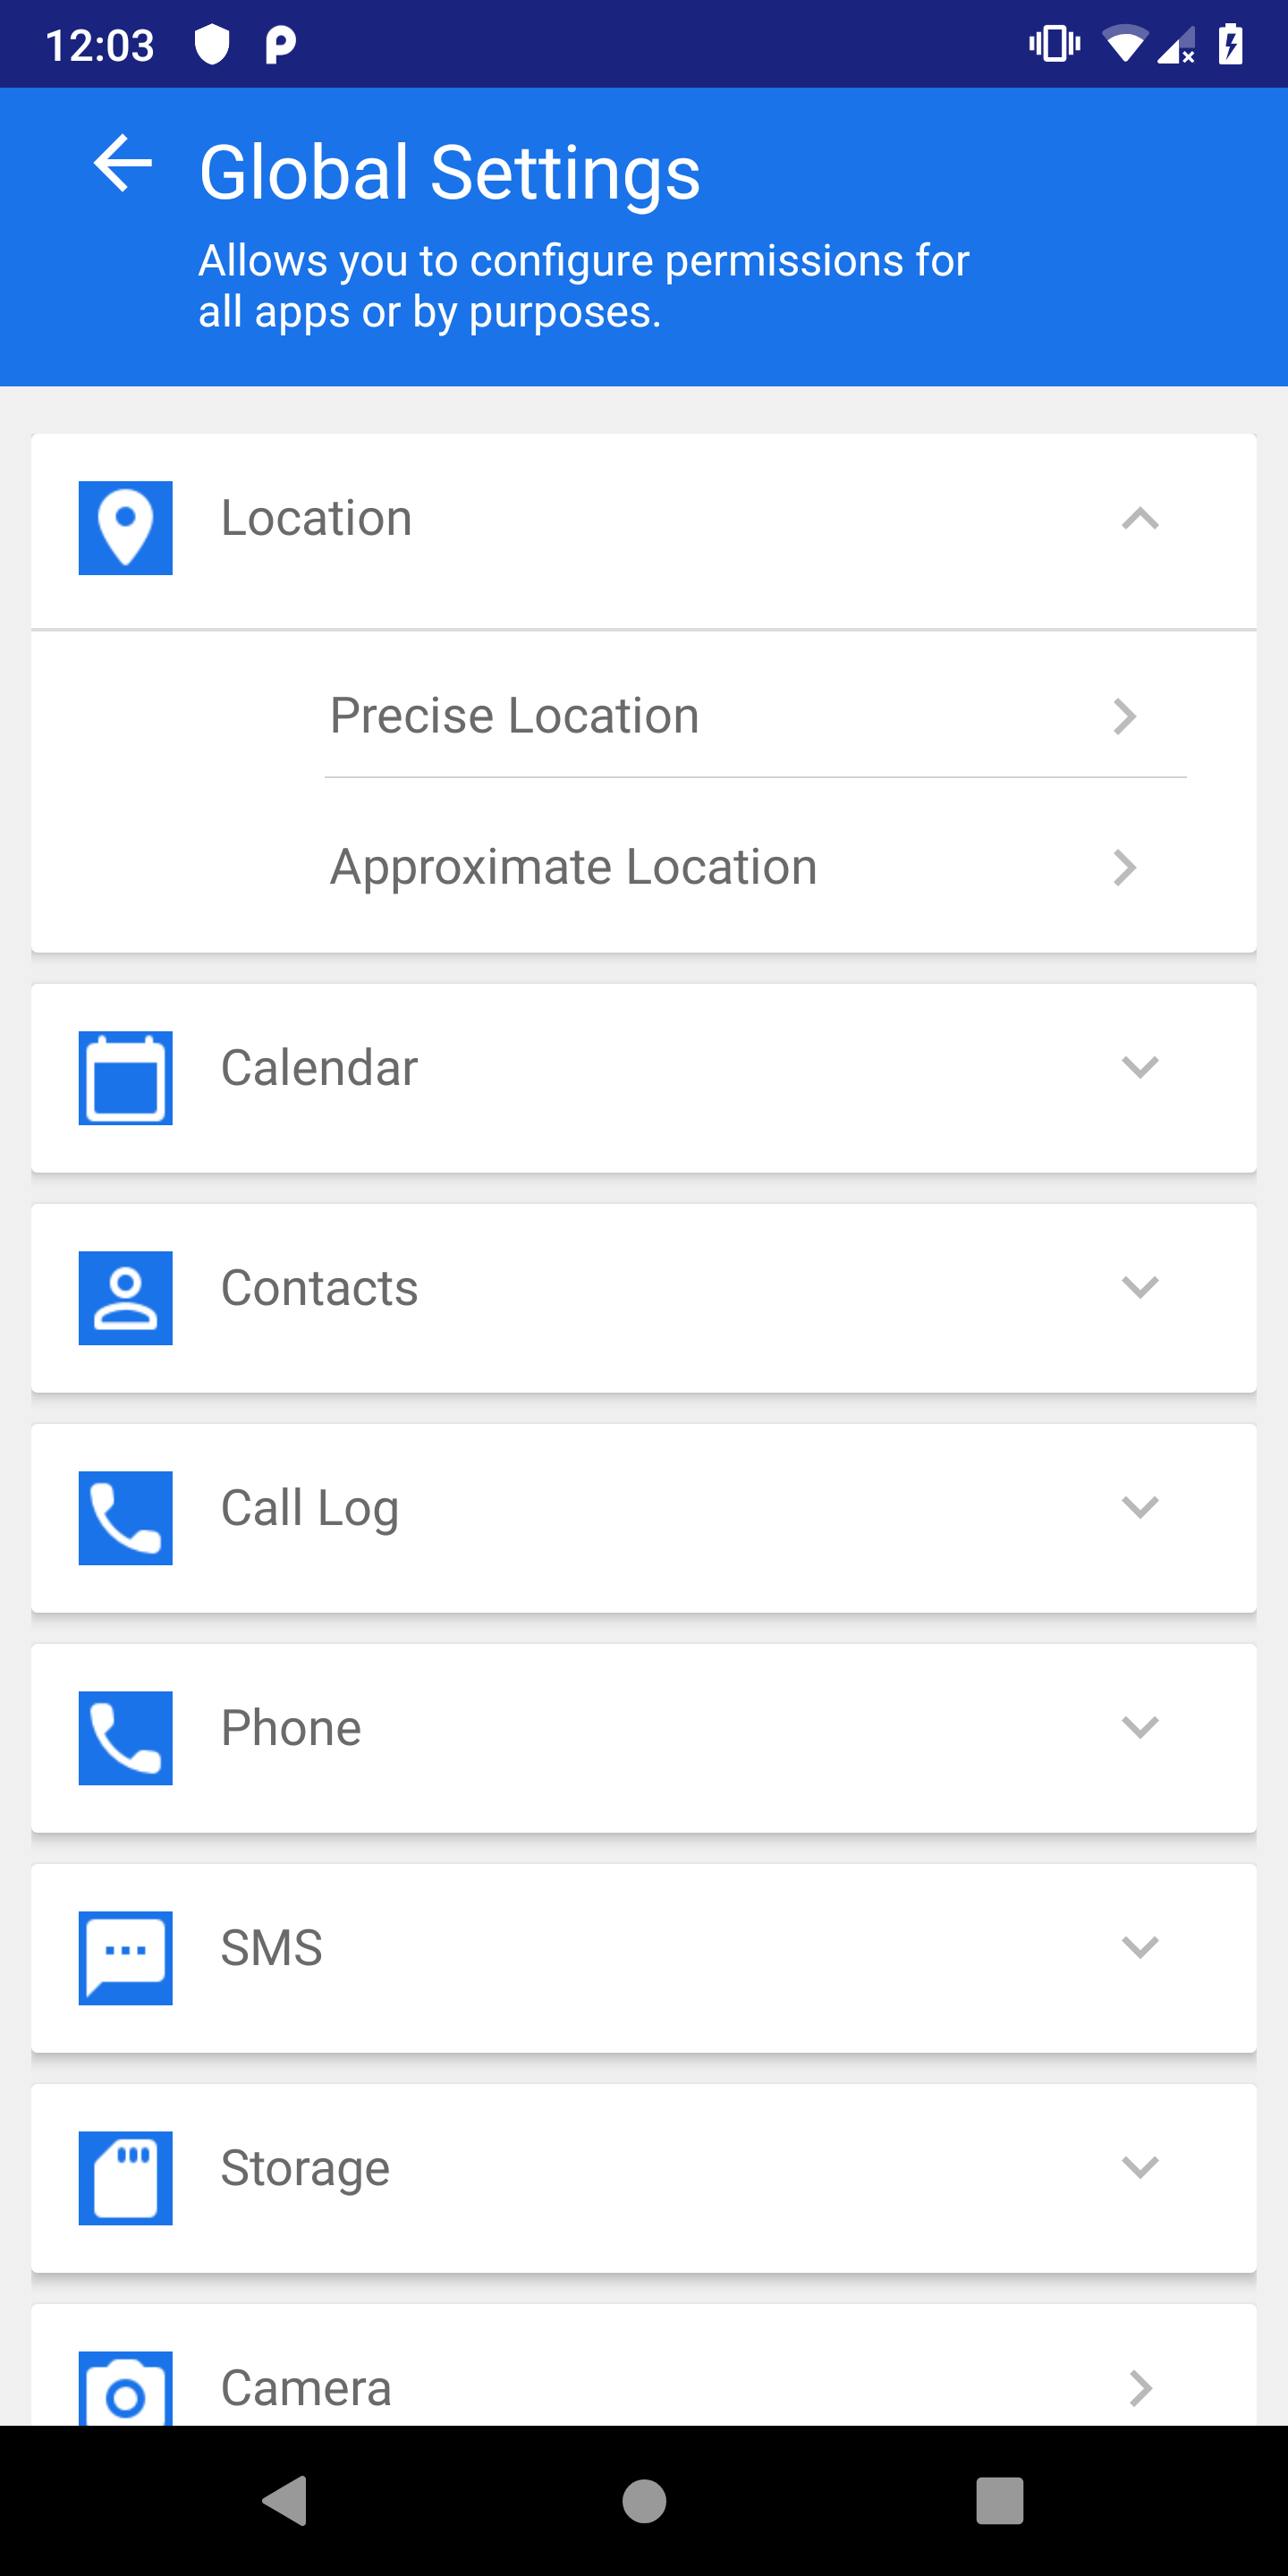 12:03
Global Settings
Allows you to configure permissions for
all apps or by purposes.
Location
Precise Location
Approximate Location
Calendar
Contacts
Call Log
Phone
SMS
Storage
Camera